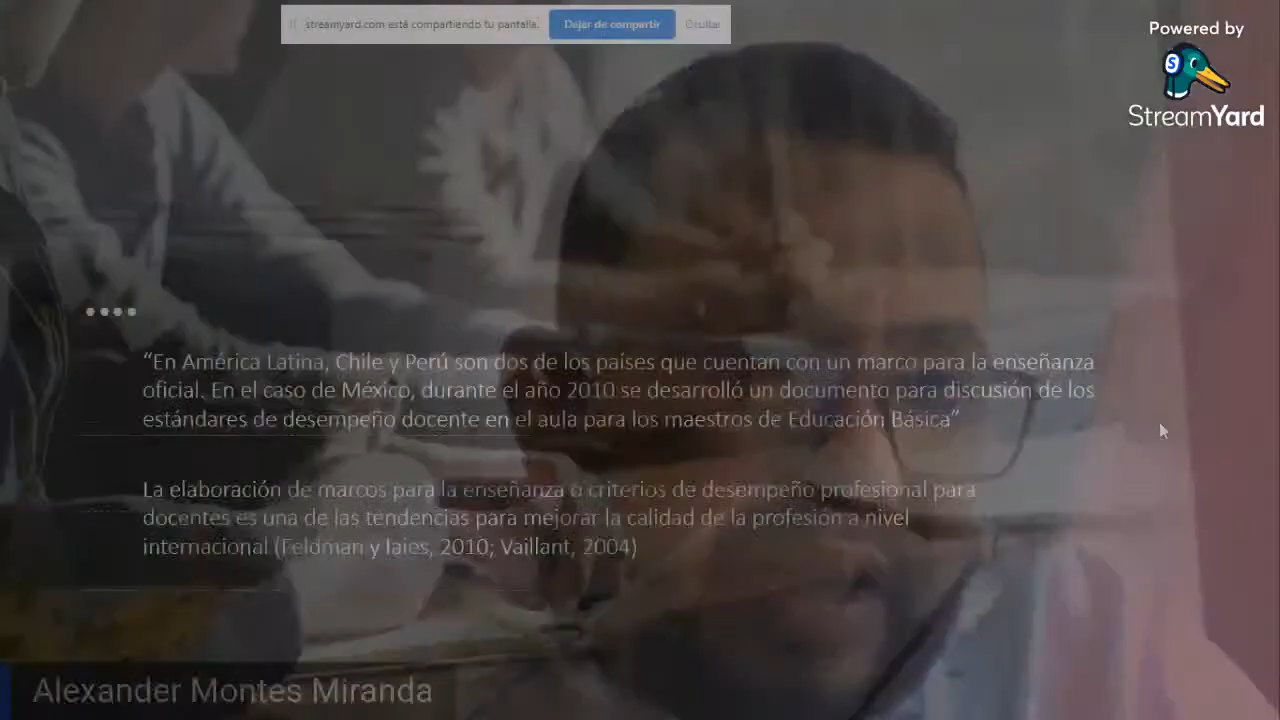 streamyard.com está compartiendo tu pantalla.
Dejar de compartir
Ocultar
Powered by
S
StreamYard
“En América Latina, Chile y Perú son dos de los países que cuentan con un marco para la enseñanza
oficial. En el caso de México, durante el año 2010 se desarrolló un documento para discusión de los
estándares de desempeño docente en el aula para los maestros de Educación Básica”
La elaboración de marcos para la enseñanza o criterios de desempeño profesional para
docentes es una de las tendencias para mejorar la calidad de la profesión a nivel
internacional (Feldman y Iaies, 2010; Vaillant, 2004)
Alexander Montes Miranda